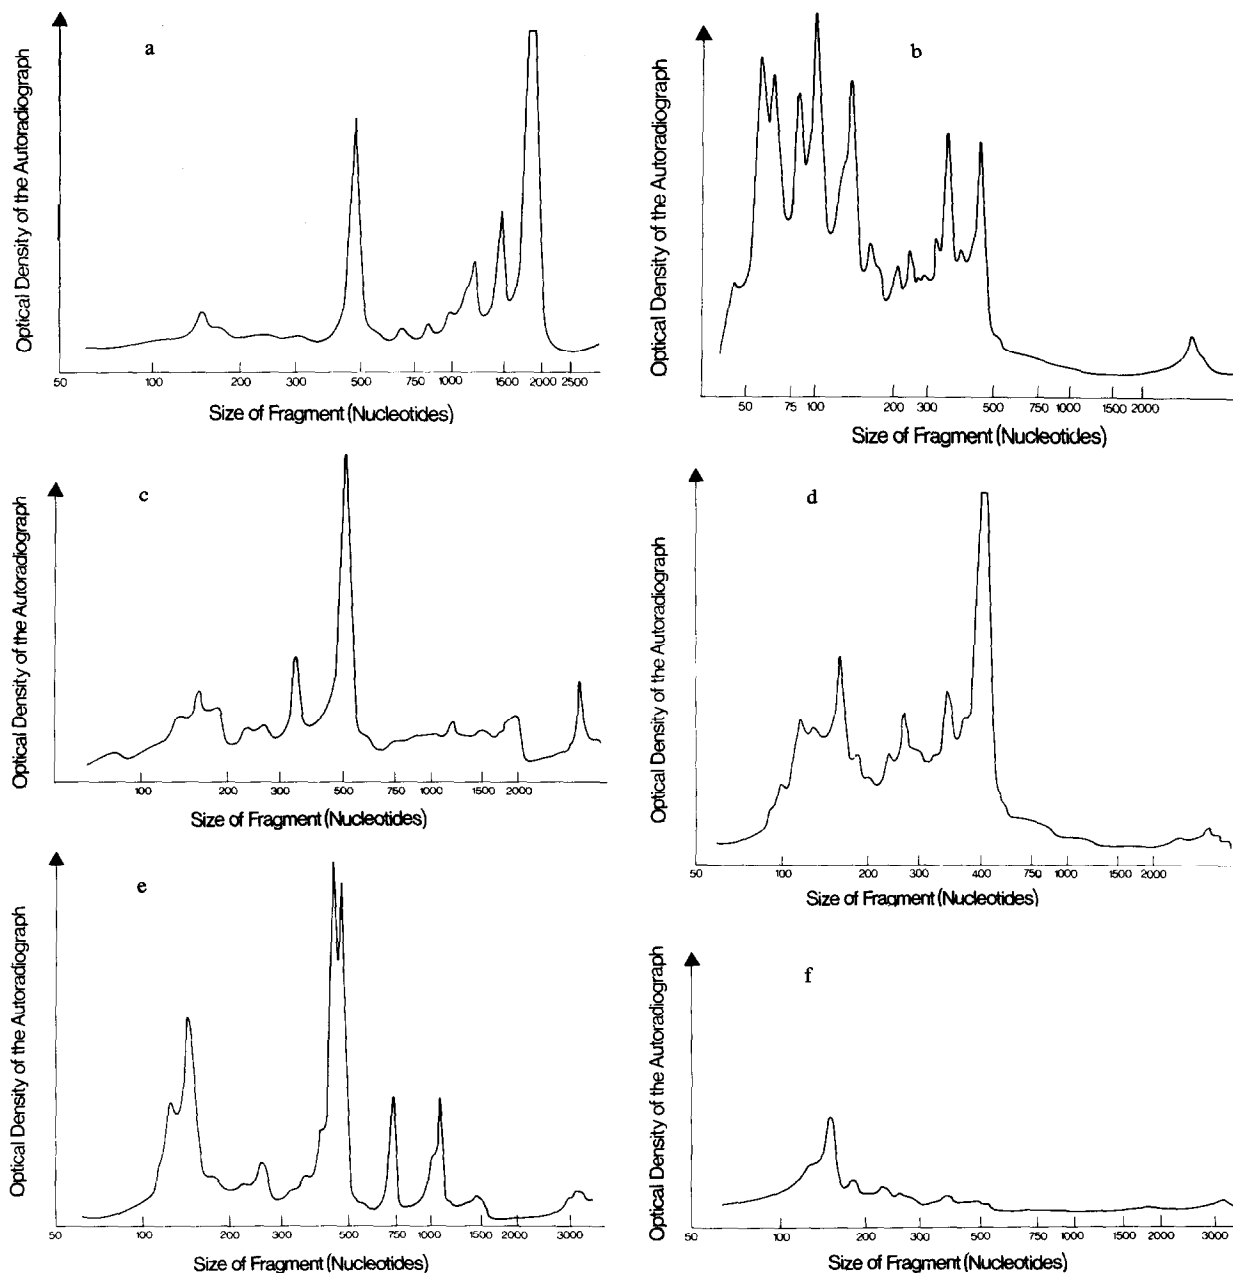 a
Optical Density of the Autoradiograph
50 100 200 300 500 750 1000 1500 2000 2500
Size of Fragment (Nucleotides)
b
Optical Density of the Autoradiograph
50 75 100 200 300 500 750 1000 1500 2000
Size of Fragment (Nucleotides)
c
Optical Density of the Autoradiograph
100 200 300 500 750 1000 1500 2000
Size of Fragment (Nucleotides)
d
Optical Density of the Autoradiograph
50 100 200 300 400 750 1000 1500 2000
Size of Fragment (Nucleotides)
e
Optical Density of the Autoradiograph
50 100 200 300 500 750 1000 1500 2000 3000
Size of Fragment (Nucleotides)
f
Optical Density of the Autoradiograph
50 100 200 300 500 750 1000 1500 2000 3000
Size of Fragment (Nucleotides)